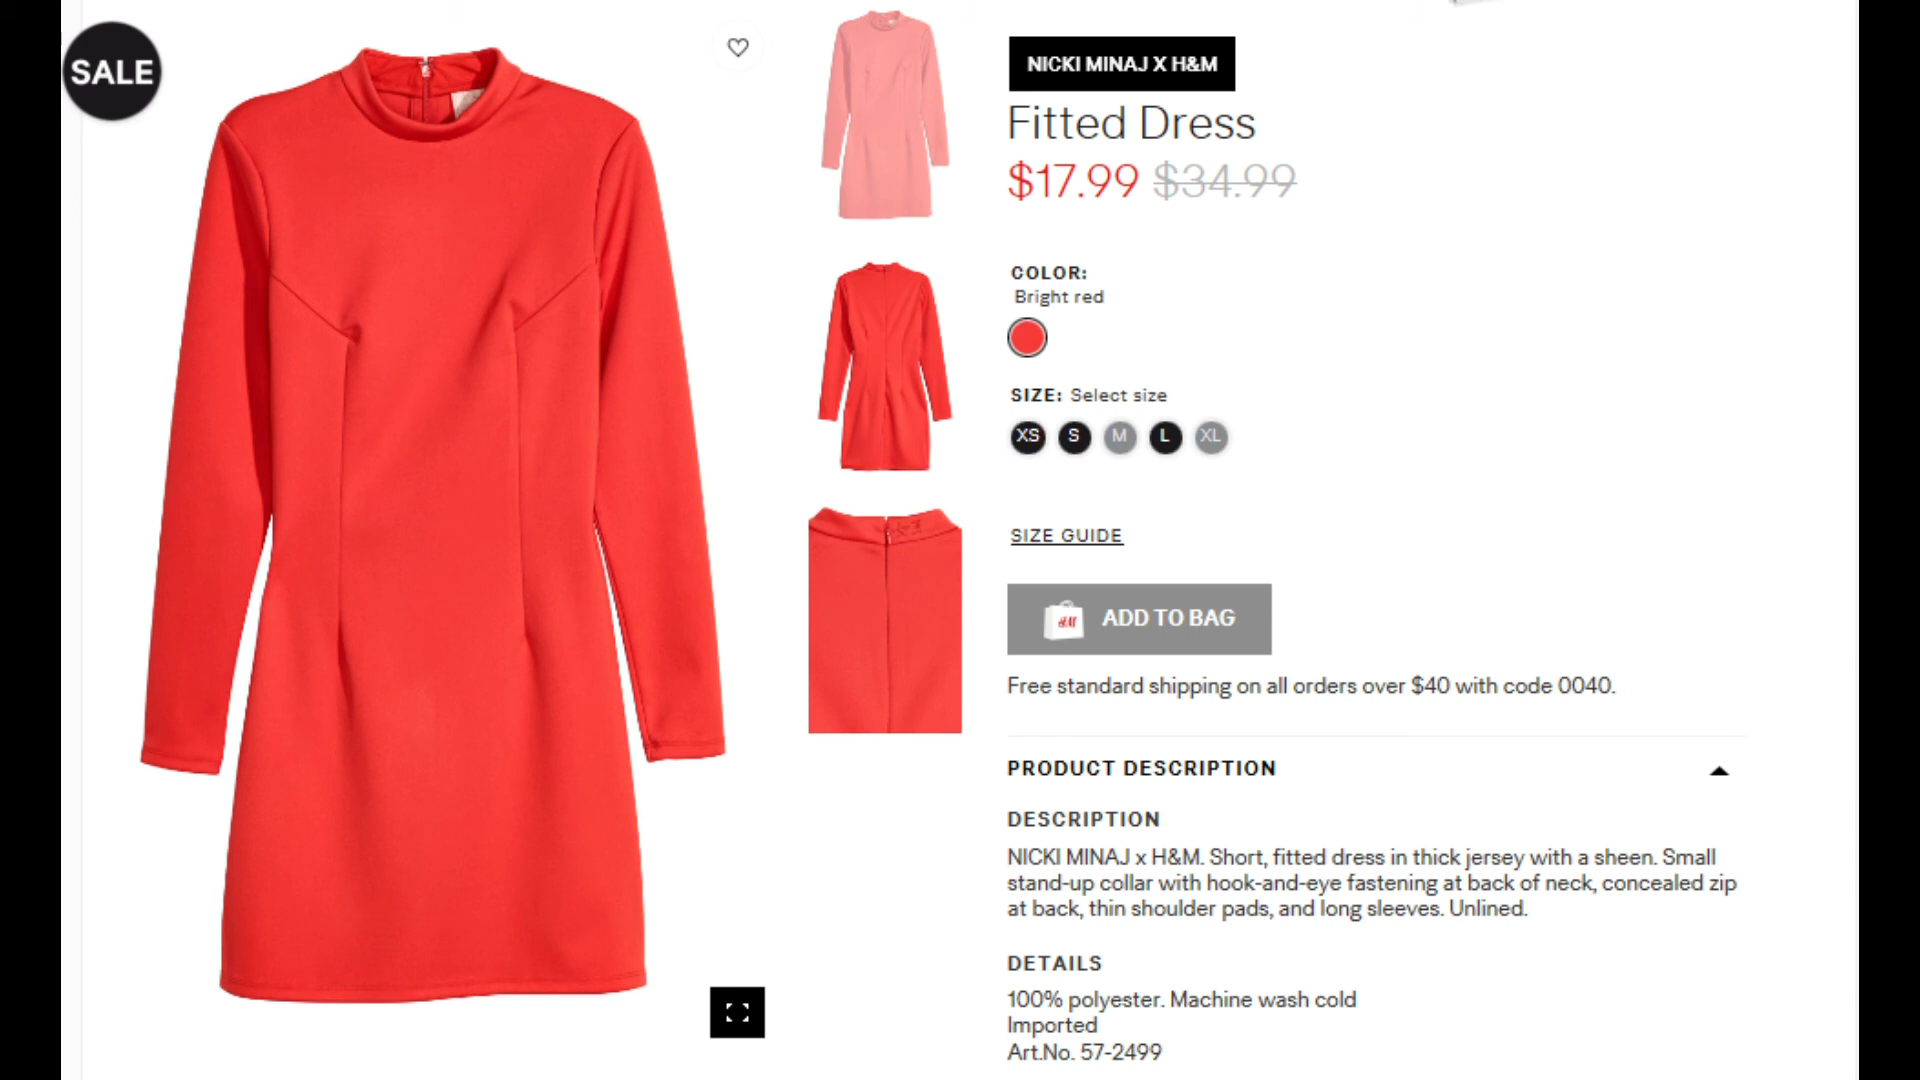 SALE
NICKI MINAJ X H&M
Fitted Dress
$17.99 $34.99
COLOR:
Bright red
SIZE: Select size
XS S M L XL
SIZE GUIDE
H&M ADD TO BAG
Free standard shipping on all orders over $40 with code 0040.
PRODUCT DESCRIPTION
DESCRIPTION
NICKI MINAJ x H&M. Short, fitted dress in thick jersey with a sheen. Small
stand-up collar with hook-and-eye fastening at back of neck, concealed zip
at back, thin shoulder pads, and long sleeves. Unlined.
DETAILS
100% polyester. Machine wash cold
Imported
Art.No. 57-2499